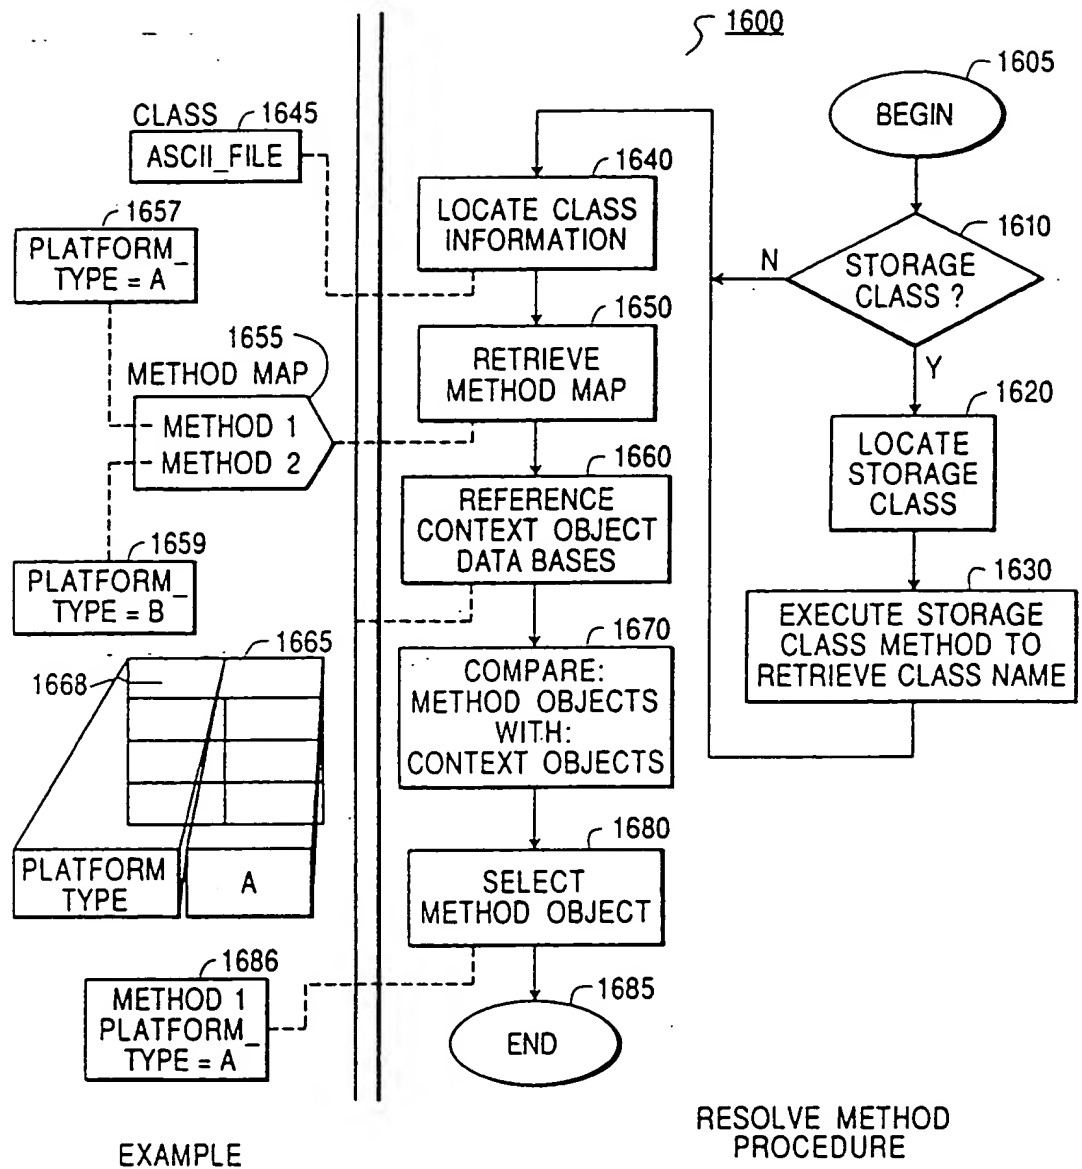 1600
1605
BEGIN
CLASS
1645
ASCII_FILE
1640
LOCATE CLASS
INFORMATION
1610
STORAGE
CLASS ?
N
Y
1657
PLATFORM_
TYPE = A
1650
RETRIEVE
METHOD MAP
1655
METHOD MAP
METHOD 1
METHOD 2
1620
LOCATE
STORAGE
CLASS
1660
REFERENCE
CONTEXT OBJECT
DATA BASES
1659
PLATFORM_
TYPE = B
1630
EXECUTE STORAGE
CLASS METHOD TO
RETRIEVE CLASS NAME
1665
1668
1670
COMPARE:
METHOD OBJECTS
WITH:
CONTEXT OBJECTS
PLATFORM
TYPE
A
1680
SELECT
METHOD OBJECT
1686
METHOD 1
PLATFORM_
TYPE = A
1685
END
EXAMPLE
RESOLVE METHOD
PROCEDURE